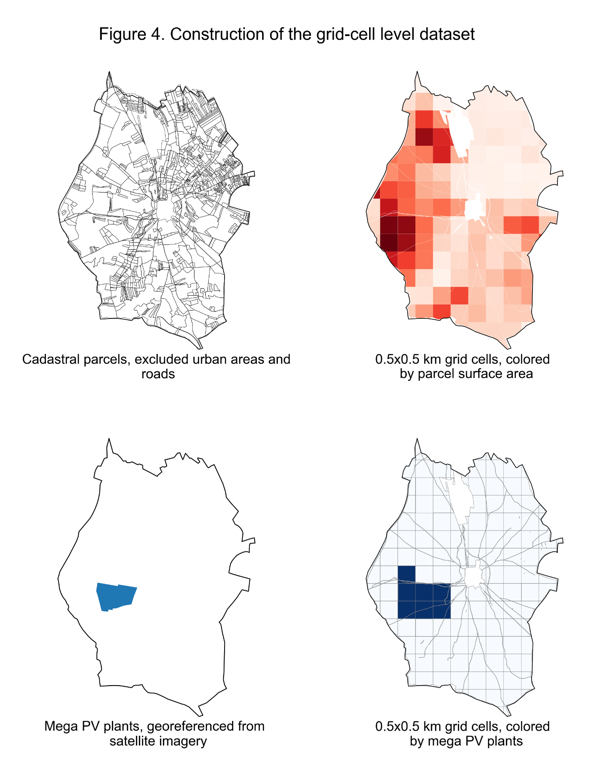 Figure 4. Construction of the grid-cell level dataset
Cadastral parcels, excluded urban areas and
roads
0.5x0.5 km grid cells, colored
by parcel surface area
Mega PV plants, georeferenced from
satellite imagery
0.5x0.5 km grid cells, colored
by mega PV plants